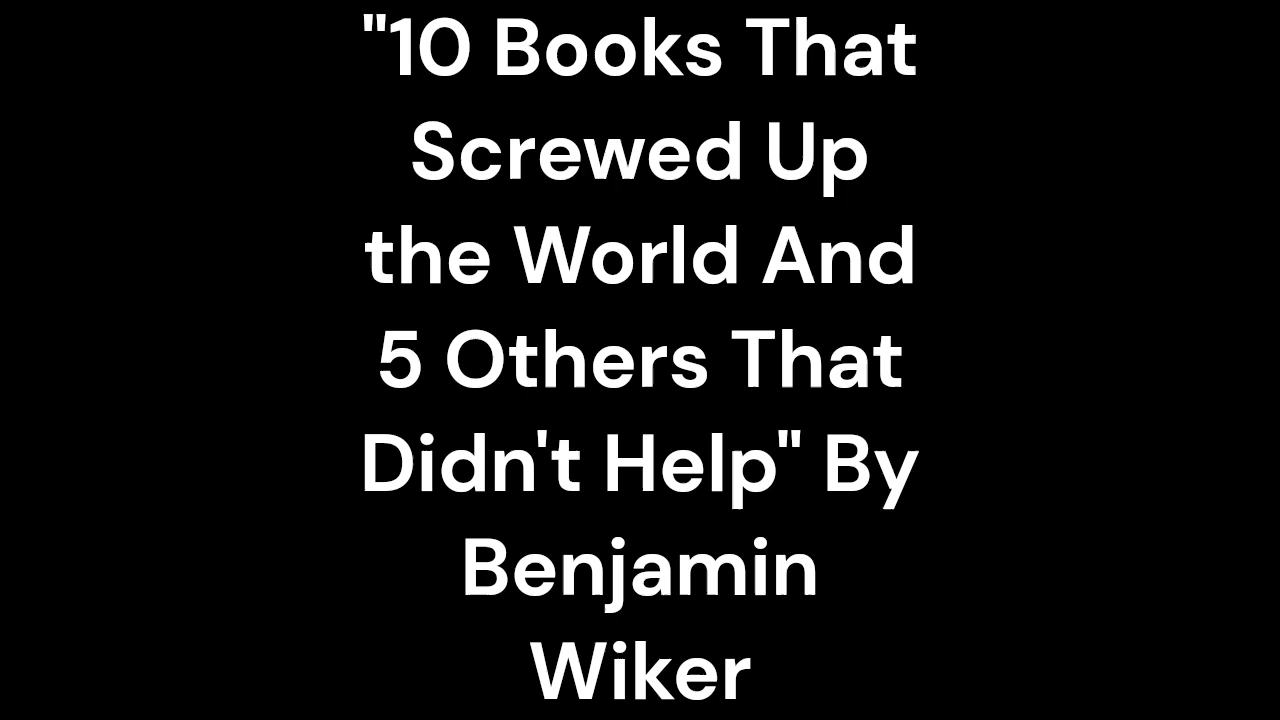 "10 Books That
Screwed Up
the World And
5 Others That
Didn't Help" By
Benjamin
Wiker